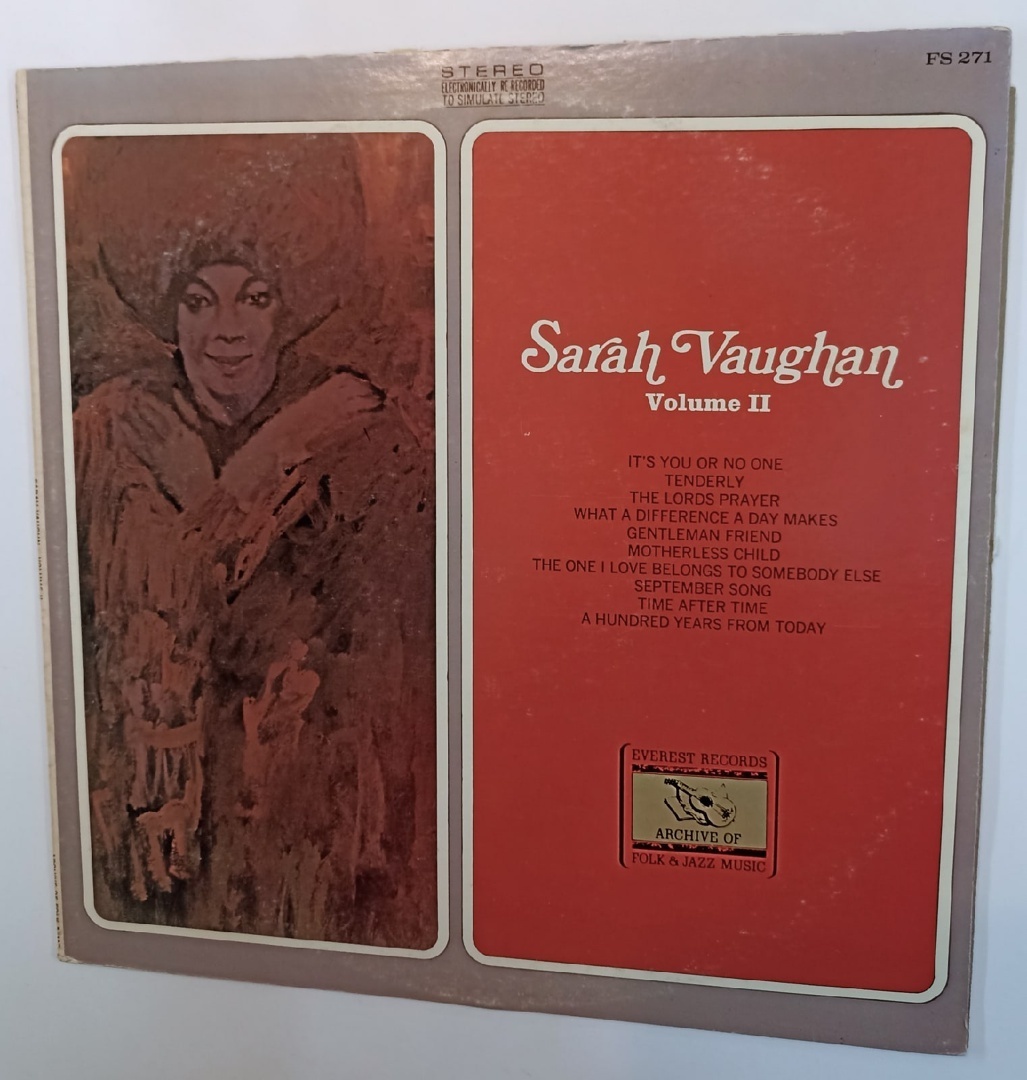 STEREO
ELECTRONICALLY RE RECORDED
TO SIMULATE STEREO
FS 271
Sarah Vaughan
Volume II
IT'S YOU OR NO ONE
TENDERLY
THE LORDS PRAYER
WHAT A DIFFERENCE A DAY MAKES
GENTLEMAN FRIEND
MOTHERLESS CHILD
THE ONE I LOVE BELONGS TO SOMEBODY ELSE
SEPTEMBER SONG
TIME AFTER TIME
A HUNDRED YEARS FROM TODAY
EVEREST RECORDS
ARCHIVE OF
FOLK & JAZZ MUSIC